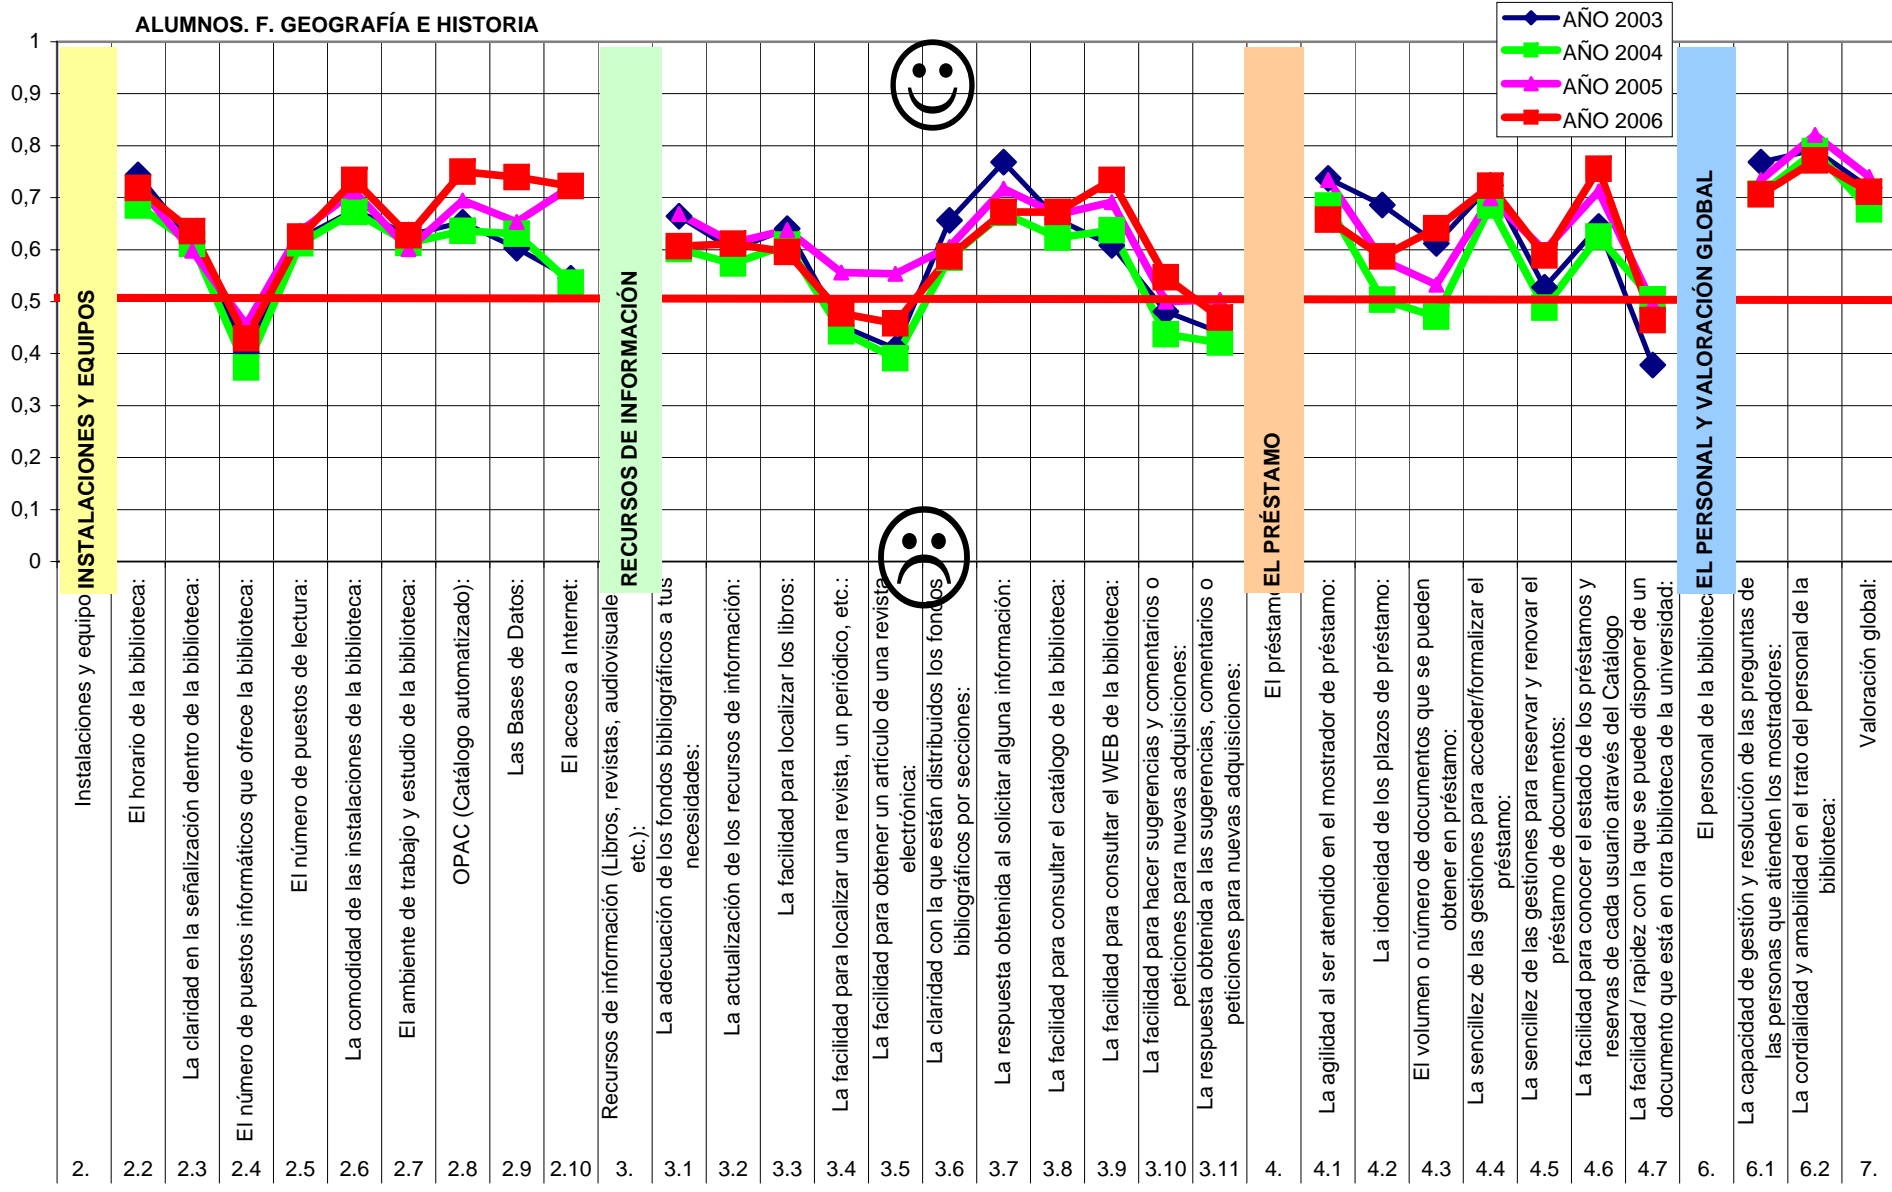 ALUMNOS. F. GEOGRAFÍA E HISTORIA
AÑO 2003
AÑO 2004
AÑO 2005
AÑO 2006
1
0,9
0,8
0,7
0,6
0,5
0,4
0,3
0,2
0,1
0
INSTALACIONES Y EQUIPOS
RECURSOS DE INFORMACIÓN
EL PRÉSTAMO
EL PERSONAL Y VALORACIÓN GLOBAL
Instalaciones y equipo
El horario de la biblioteca:
La claridad en la señalización dentro de la biblioteca:
El número de puestos informáticos que ofrece la biblioteca:
El número de puestos de lectura:
La comodidad de las instalaciones de la biblioteca:
El ambiente de trabajo y estudio de la biblioteca:
OPAC (Catálogo automatizado):
Las Bases de Datos:
El acceso a Internet:
Recursos de información (Libros, revistas, audiovisuale
etc.):
La adecuación de los fondos bibliográficos a tus
necesidades:
La actualización de los recursos de información:
La facilidad para localizar los libros:
La facilidad para localizar una revista, un periódico, etc.:
La facilidad para obtener un artículo de una revista
electrónica:
La claridad con la que están distribuidos los fondos
bibliográficos por secciones:
La respuesta obtenida al solicitar alguna información:
La facilidad para consultar el catálogo de la biblioteca:
La facilidad para consultar el WEB de la biblioteca:
La facilidad para hacer sugerencias y comentarios o
peticiones para nuevas adquisiciones:
La respuesta obtenida a las sugerencias, comentarios o
peticiones para nuevas adquisiciones:
El préstamo
La agilidad al ser atendido en el mostrador de préstamo:
La idoneidad de los plazos de préstamo:
El volumen o número de documentos que se pueden
obtener en préstamo:
La sencillez de las gestiones para acceder/formalizar el
préstamo:
La sencillez de las gestiones para reservar y renovar el
préstamo de documentos:
La facilidad para conocer el estado de los préstamos y
reservas de cada usuario através del Catálogo
La facilidad / rapidez con la que se puede disponer de un
documento que está en otra biblioteca de la universidad:
El personal de la biblioteca
La capacidad de gestión y resolución de las preguntas de
las personas que atienden los mostradores:
La cordialidad y amabilidad en el trato del personal de la
biblioteca:
Valoración global:
2.
2.2
2.3
2.4
2.5
2.6
2.7
2.8
2.9
2.10
3.
3.1
3.2
3.3
3.4
3.5
3.6
3.7
3.8
3.9
3.10
3.11
4.
4.1
4.2
4.3
4.4
4.5
4.6
4.7
6.
6.1
6.2
7.